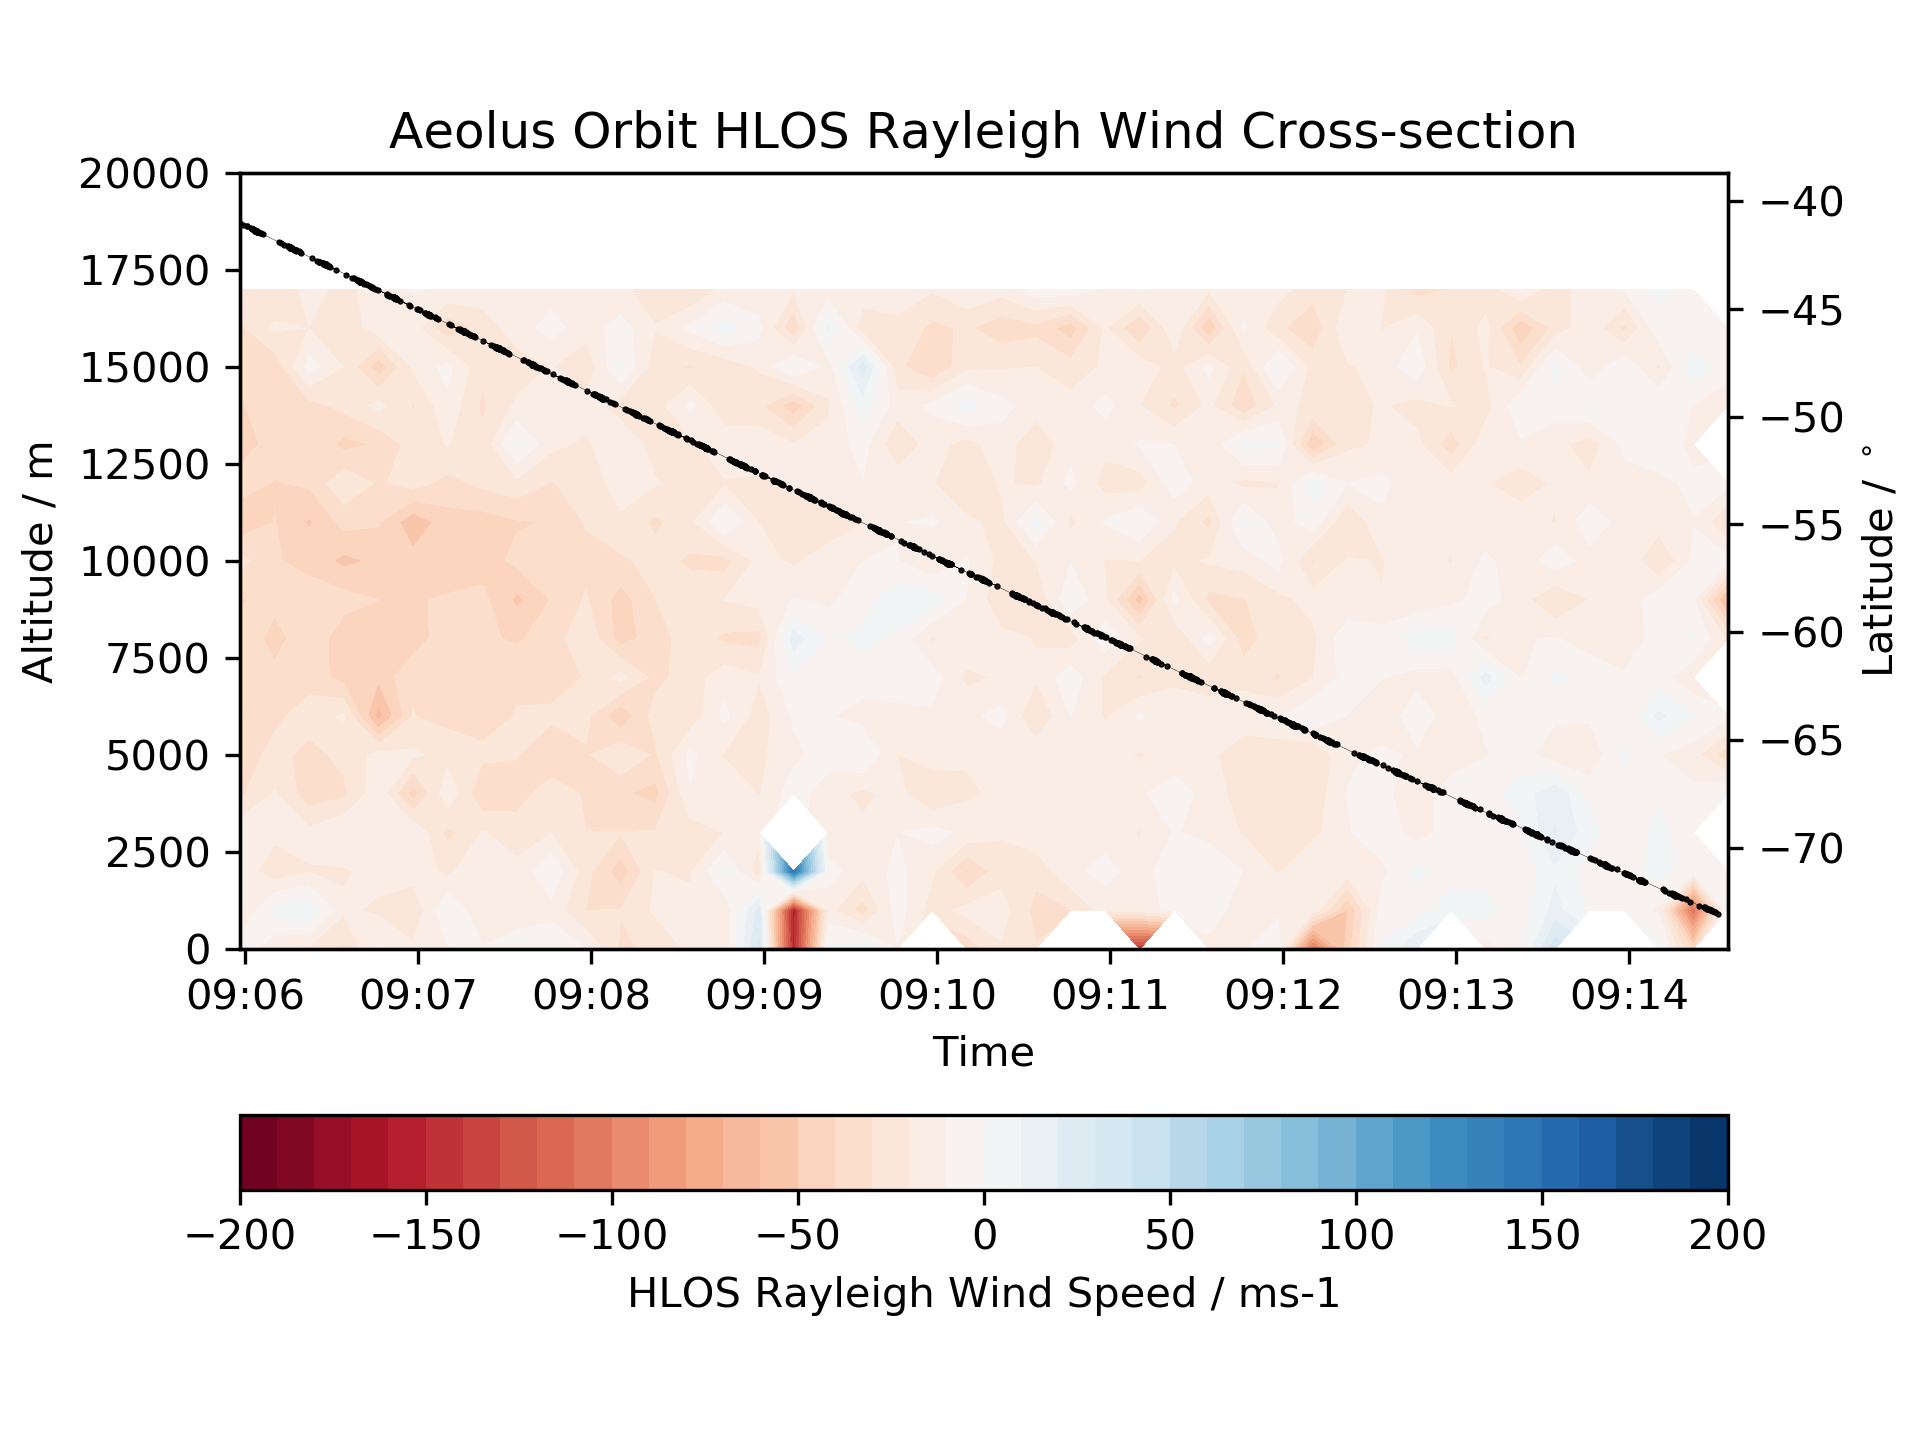 Aeolus Orbit HLOS Rayleigh Wind Cross-section
20000
17500
15000
12500
10000
7500
5000
2500
0
Altitude / m
−40
−45
−50
−55
−60
−65
−70
Latitude / °
09:06 09:07 09:08 09:09 09:10 09:11 09:12 09:13 09:14
Time
−200 −150 −100 −50 0 50 100 150 200
HLOS Rayleigh Wind Speed / ms-1